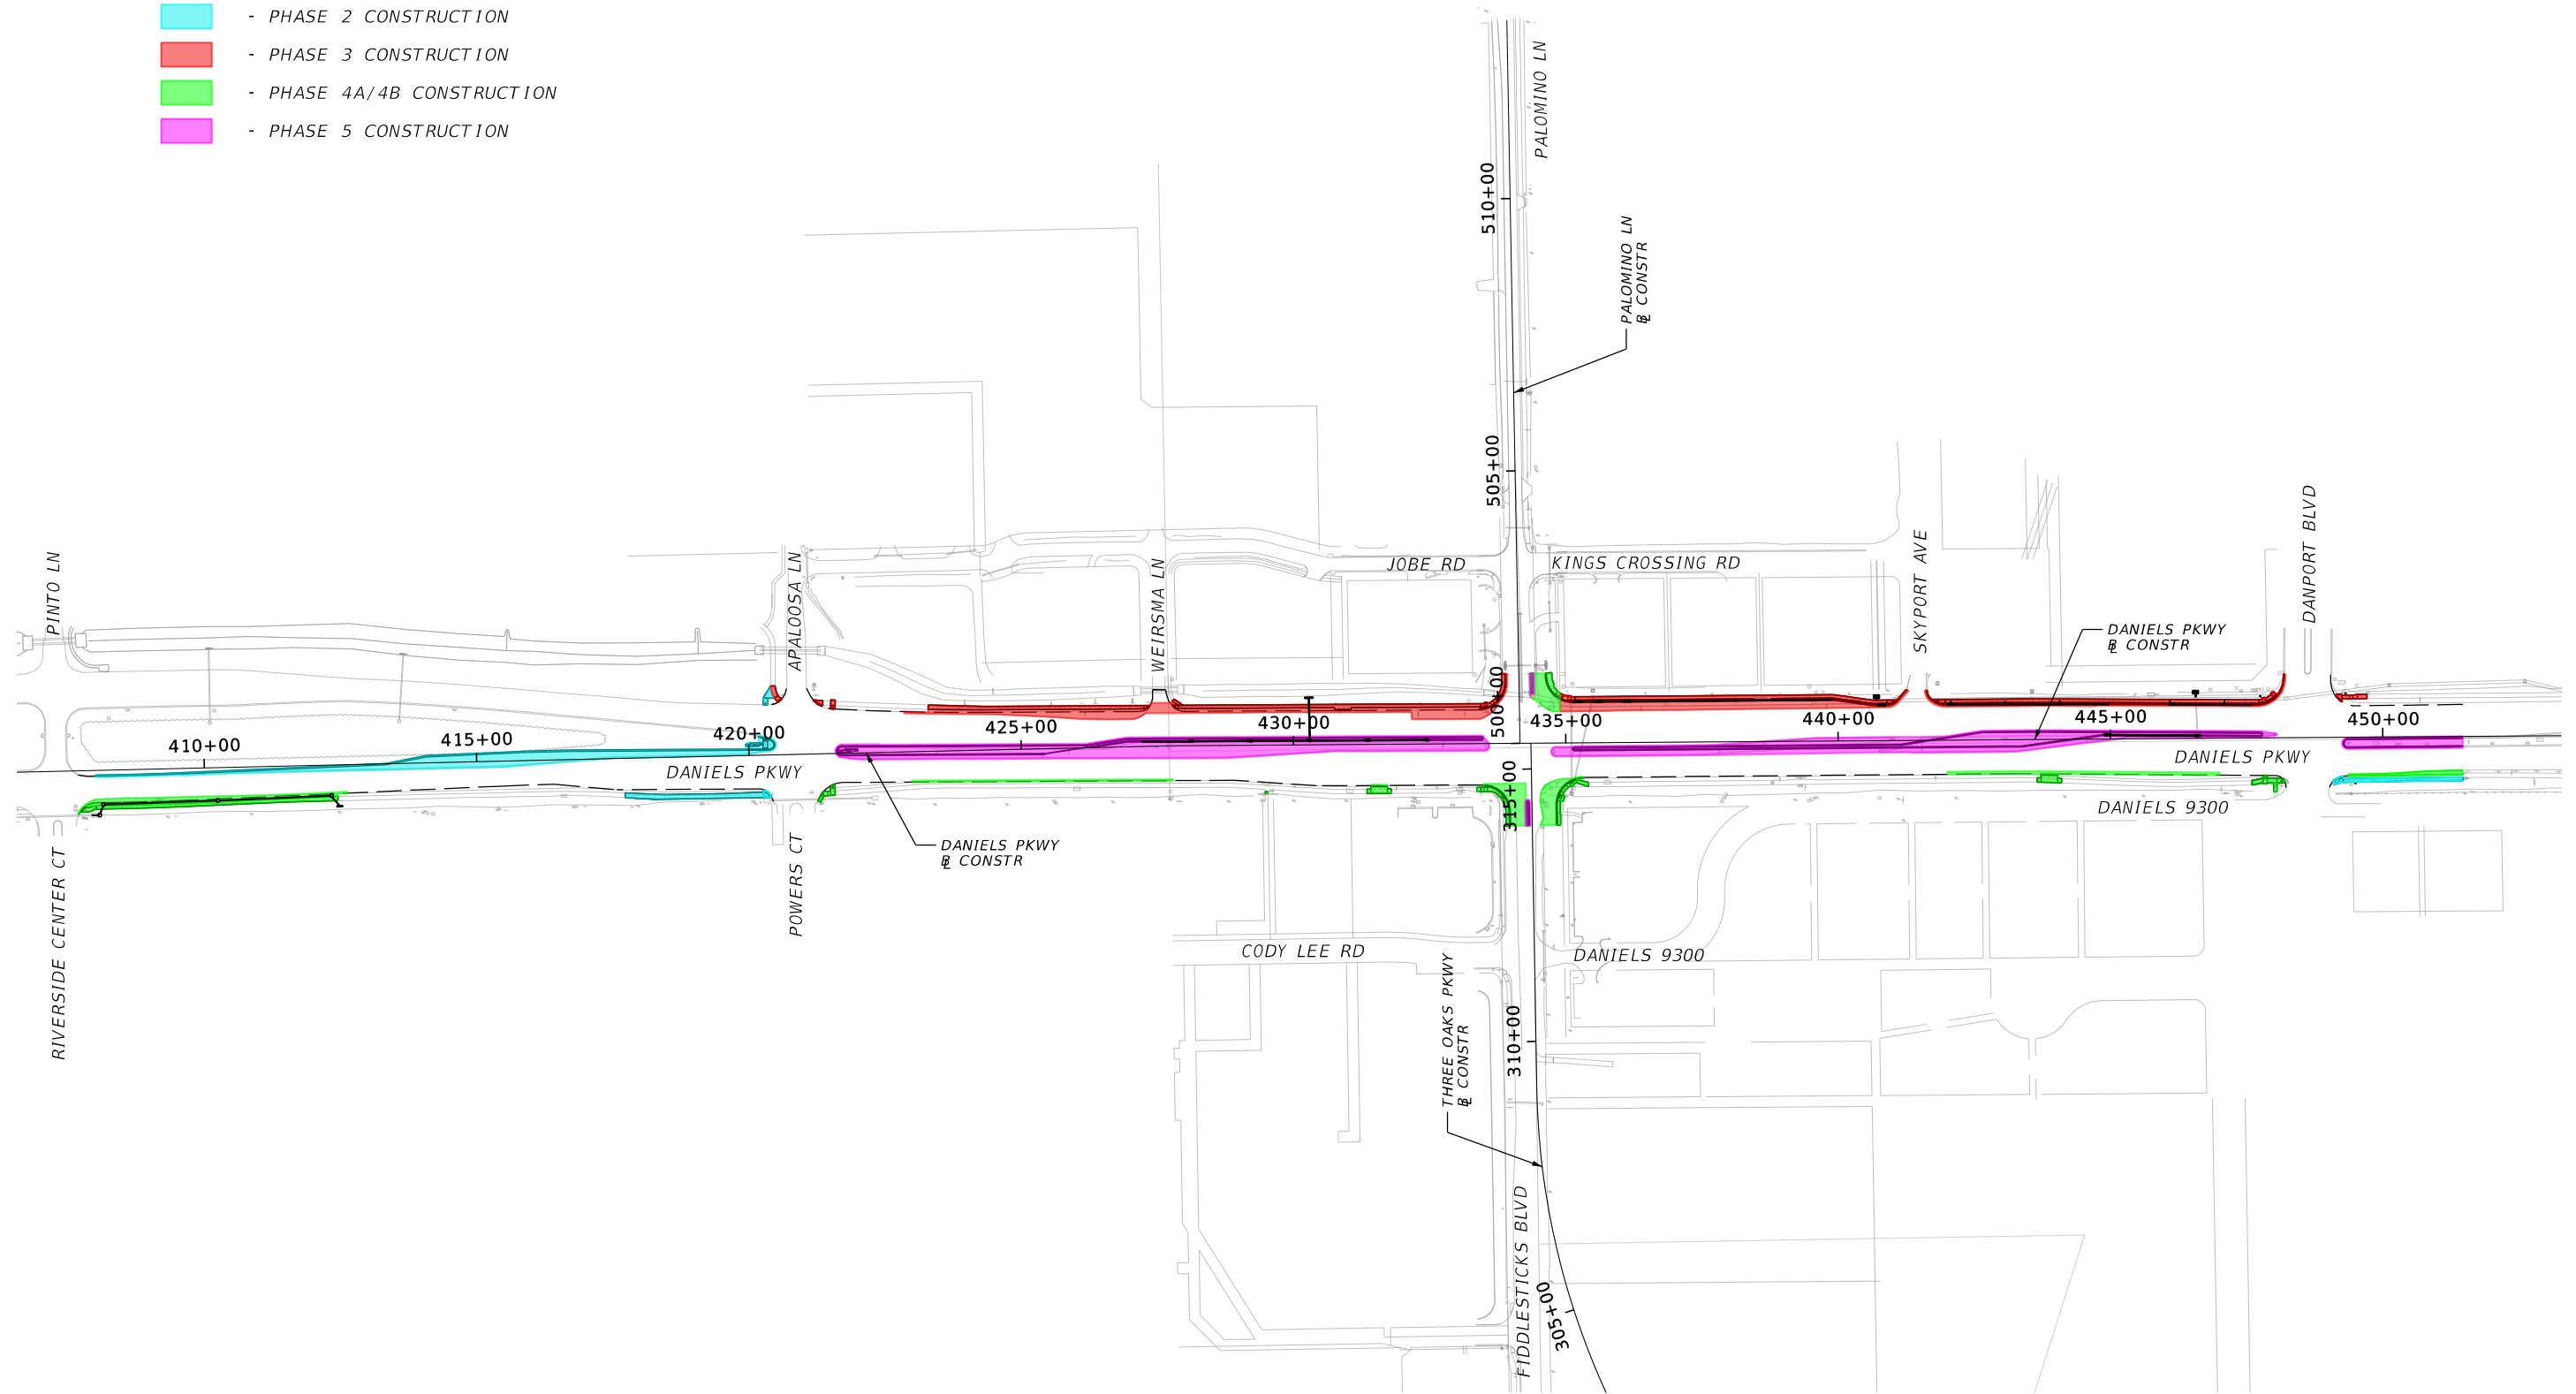 - PHASE 2 CONSTRUCTION
- PHASE 3 CONSTRUCTION
- PHASE 4A/4B CONSTRUCTION
- PHASE 5 CONSTRUCTION
PALOMINO LN
510+00
PALOMINO LN
BL CONSTR
505+00
PINTO LN
APALOOSA LN
WEIRSMA LN
JOBE RD
KINGS CROSSING RD
SKYPORT AVE
DANPORT BLVD
DANIELS PKWY
BL CONSTR
500+00
410+00
415+00
420+00
425+00
430+00
435+00
440+00
445+00
450+00
DANIELS PKWY
DANIELS PKWY
315+00
DANIELS 9300
DANIELS PKWY
BL CONSTR
RIVERSIDE CENTER CT
POWERS CT
CODY LEE RD
DANIELS 9300
THREE OAKS PKWY
BL CONSTR
310+00
FIDDLESTICKS BLVD
305+00